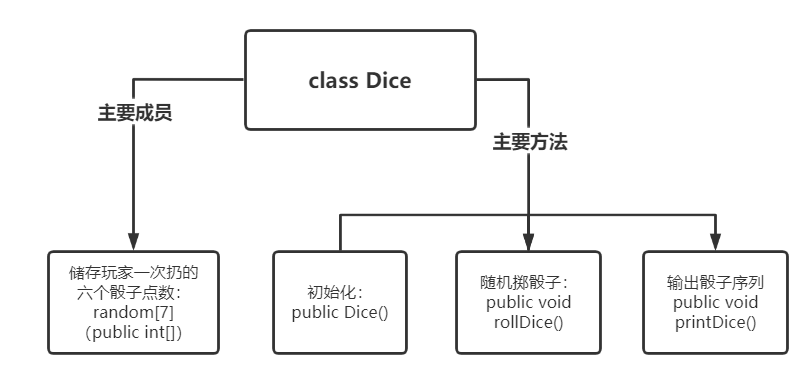 class Dice
主要成员
主要方法
储存玩家一次扔的
六个骰子点数：
random[7]
（public int[]）
初始化：
public Dice()
随机掷骰子：
public void
rollDice()
输出骰子序列
public void
printDice()